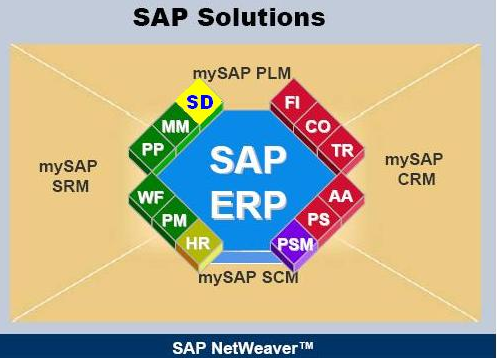 SAP Solutions
mySAP PLM
SD
MM
PP
FI
CO
TR
SAP
ERP
mySAP
SRM
mySAP
CRM
WF
PM
HR
AA
PS
PSM
mySAP SCM
SAP NetWeaver™